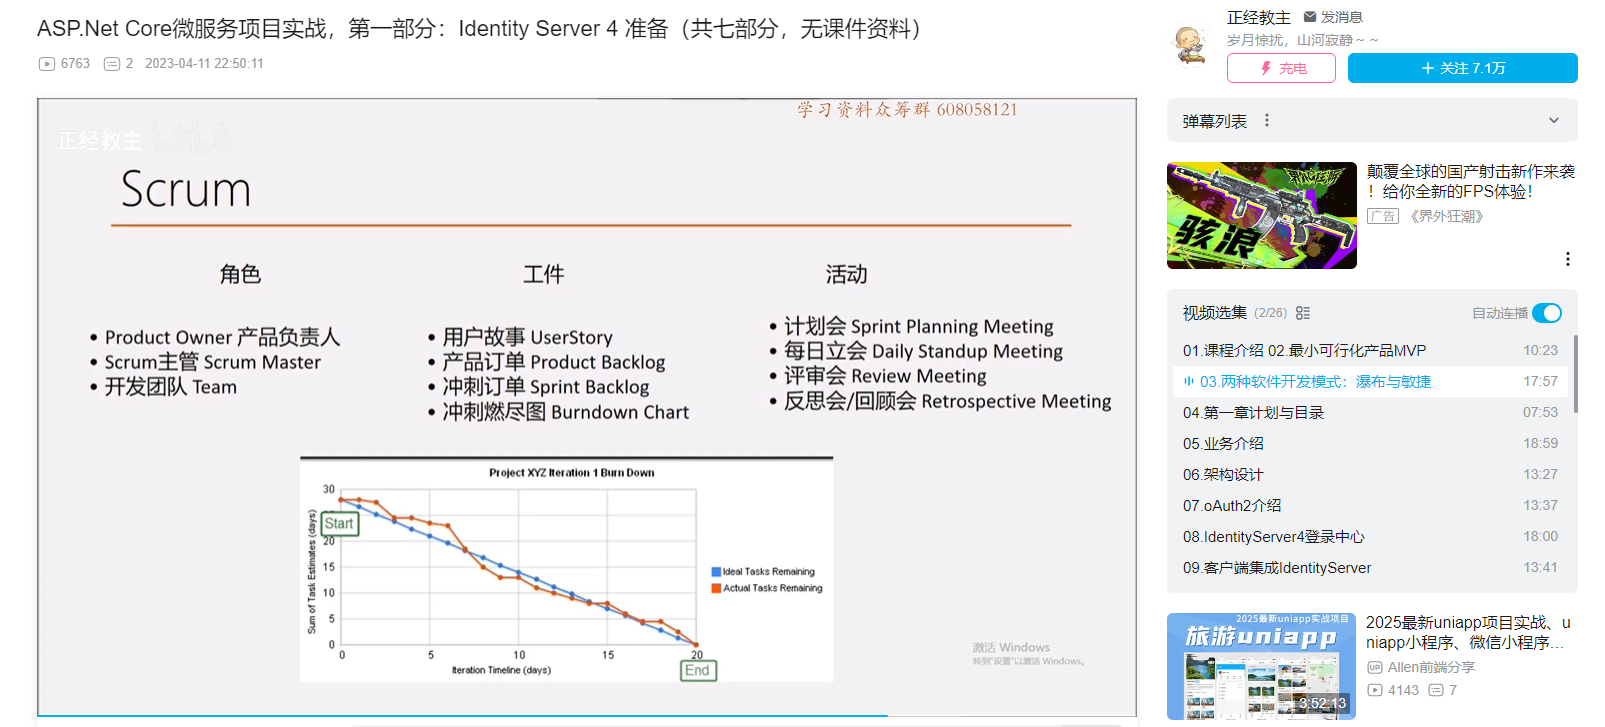 ASP.Net Core微服务项目实战，第一部分：Identity Server 4 准备（共七部分，无课件资料）
6763 2 2023-04-11 22:50:11
学习资料众筹群 608058121
正经教主
Scrum
角色
• Product Owner 产品负责人
• Scrum主管 Scrum Master
• 开发团队 Team
工件
• 用户故事 UserStory
• 产品订单 Product Backlog
• 冲刺订单 Sprint Backlog
• 冲刺燃尽图 Burndown Chart
活动
• 计划会 Sprint Planning Meeting
• 每日立会 Daily Standup Meeting
• 评审会 Review Meeting
• 反思会/回顾会 Retrospective Meeting
Project XYZ Iteration 1 Burn Down
Sum of Task Estimates (days)
30
Start
20
15
10
5
0
0 5 10 15 20
Iteration Timeline (days)
End
Ideal Tasks Remaining
Actual Tasks Remaining
激活 Windows
转到"设置"以激活 Windows。
正经教主 发消息
岁月惊扰，山河寂静～～
充电
+ 关注 7.1万
弹幕列表
骇浪
颠覆全球的国产射击新作来袭
！给你全新的FPS体验！
广告 《界外狂潮》
视频选集 (2/26) 自动连播
01.课程介绍 02.最小可行化产品MVP 10:23
03.两种软件开发模式：瀑布与敏捷 17:57
04.第一章计划与目录 07:53
05.业务介绍 18:59
06.架构设计 13:27
07.oAuth2介绍 13:37
08.IdentityServer4登录中心 18:00
09.客户端集成IdentityServer 13:41
2025最新uniapp实战项目
旅游uniapp
3:52:13
2025最新uniapp项目实战、u
niapp小程序、微信小程序...
UP Allen前端分享
4143 7